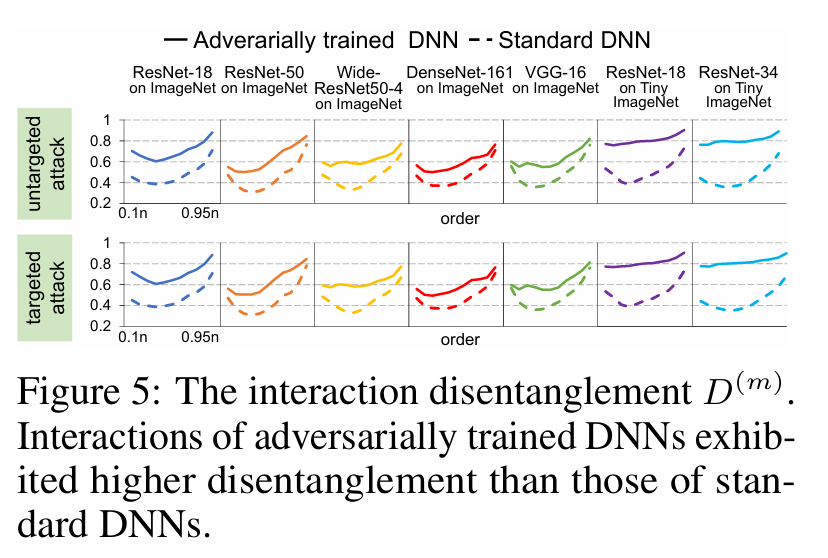 Adverarially trained DNN Standard DNN
ResNet-18 on ImageNet
ResNet-50 on ImageNet
Wide-ResNet50-4 on ImageNet
DenseNet-161 on ImageNet
VGG-16 on ImageNet
ResNet-18 on Tiny ImageNet
ResNet-34 on Tiny ImageNet
untargeted attack
1
0.8
0.6
0.4
0.2
0.1n 0.95n
order
targeted attack
1
0.8
0.6
0.4
0.2
0.1n 0.95n
order
Figure 5: The interaction disentanglement D^(m).
Interactions of adversarially trained DNNs exhib-
ited higher disentanglement than those of stan-
dard DNNs.